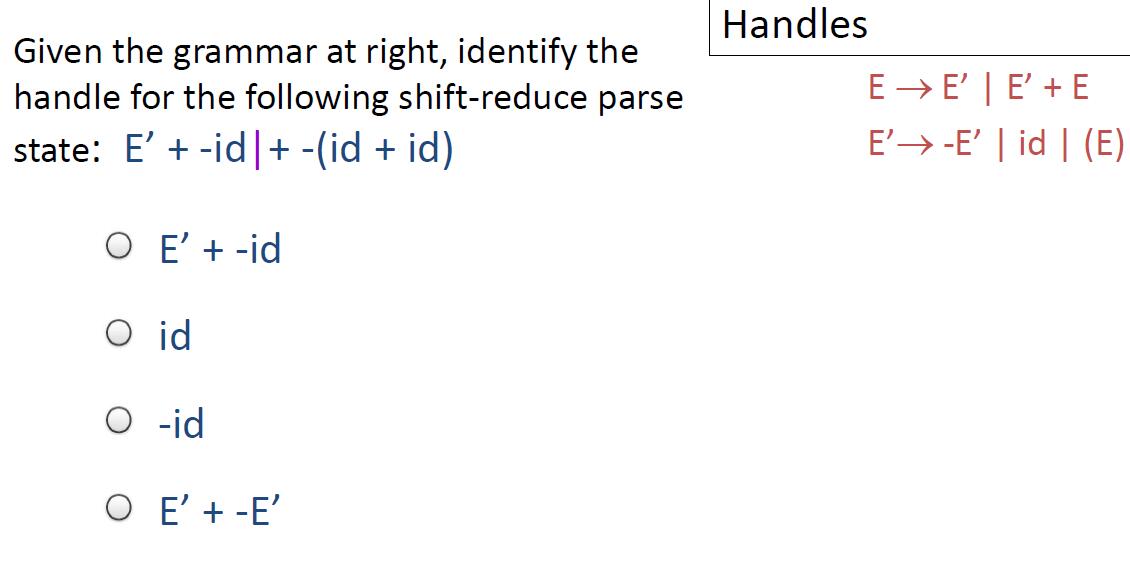 Handles
Given the grammar at right, identify the
handle for the following shift-reduce parse
state: E’ + -id|+ -(id + id)
E → E’ | E’ + E
E’→ -E’ | id | (E)
E’ + -id
id
-id
E’ + -E’